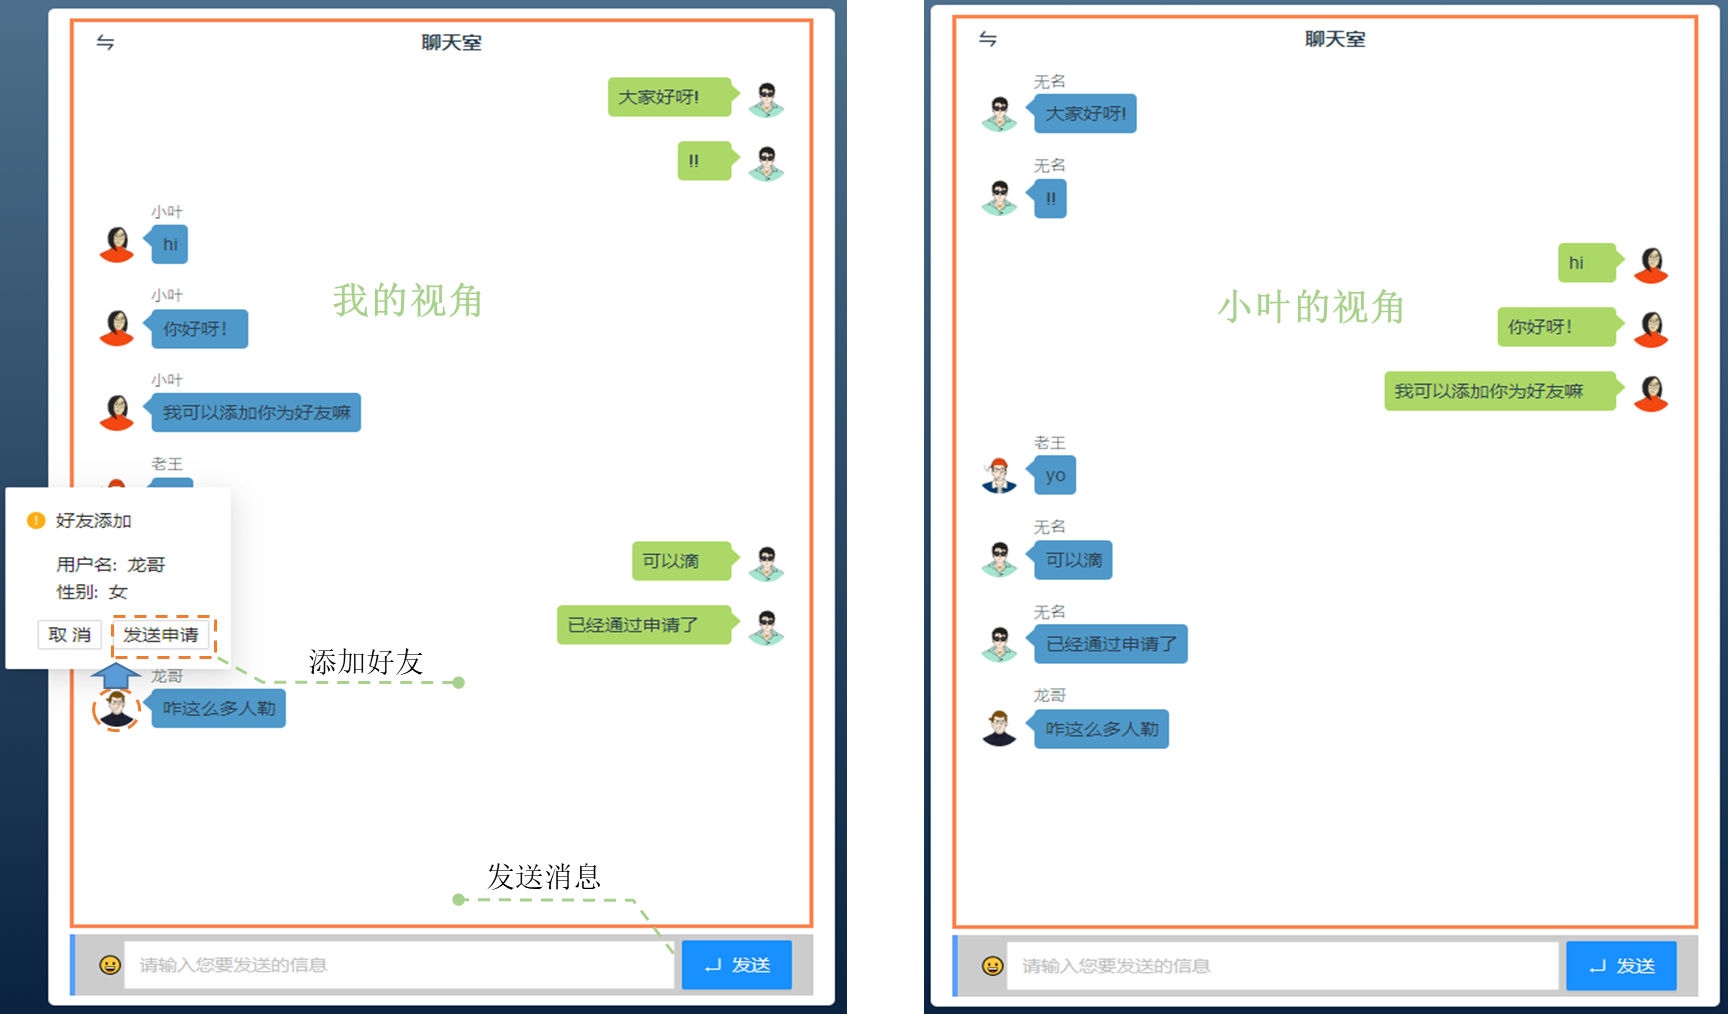 聊天室
大家好呀!
!!
小叶
hi
我的视角
小叶
你好呀!
小叶
我可以添加你为好友嘛
老王
好友添加
用户名: 龙哥
性别: 女
取 消
发送申请
可以滴
已经通过申请了
添加好友
龙哥
咋这么多人勒
发送消息
请输入您要发送的信息
发送
聊天室
无名
大家好呀!
无名
!!
hi
小叶的视角
你好呀!
我可以添加你为好友嘛
老王
yo
无名
可以滴
无名
已经通过申请了
龙哥
咋这么多人勒
请输入您要发送的信息
发送